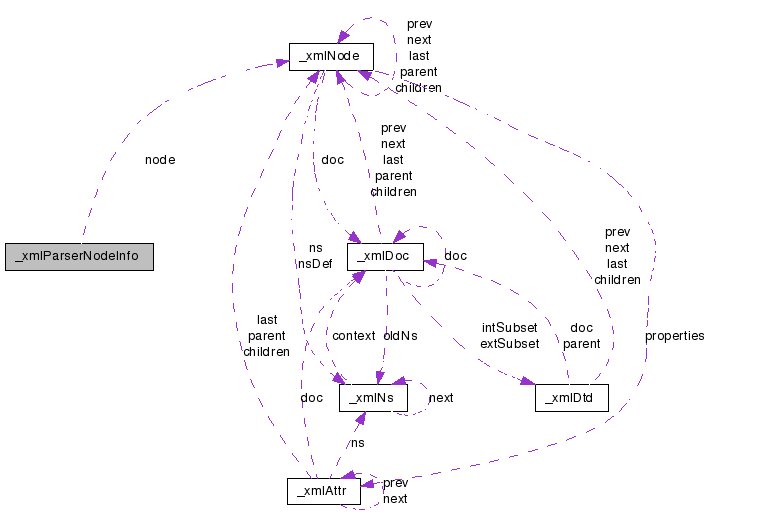 prev
next
last
parent
children
_xmlNode
prev
next
last
parent
children
node
doc
prev
next
last
children
ns
nsDef
_xmlParserNodeInfo
_xmlDoc
doc
last
parent
children
context
oldNs
intSubset
extSubset
doc
parent
properties
doc
_xmlNs
next
_xmlDtd
ns
_xmlAttr
prev
next